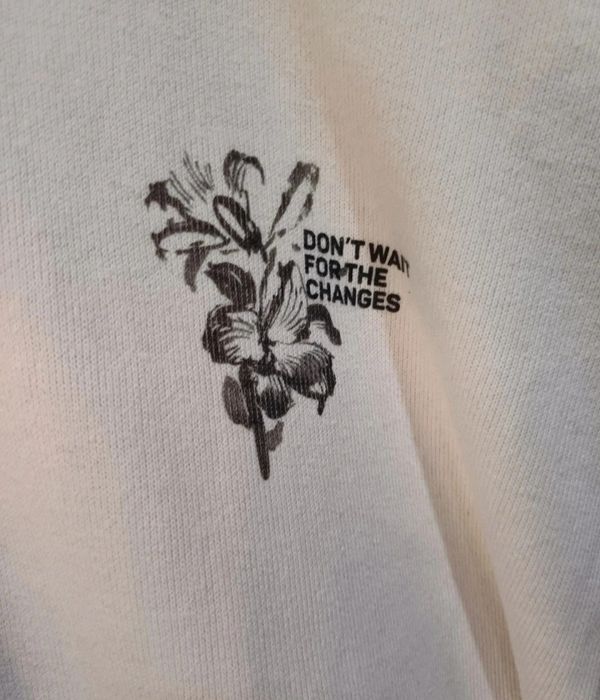 DON'T WAIT
FOR THE
CHANGES